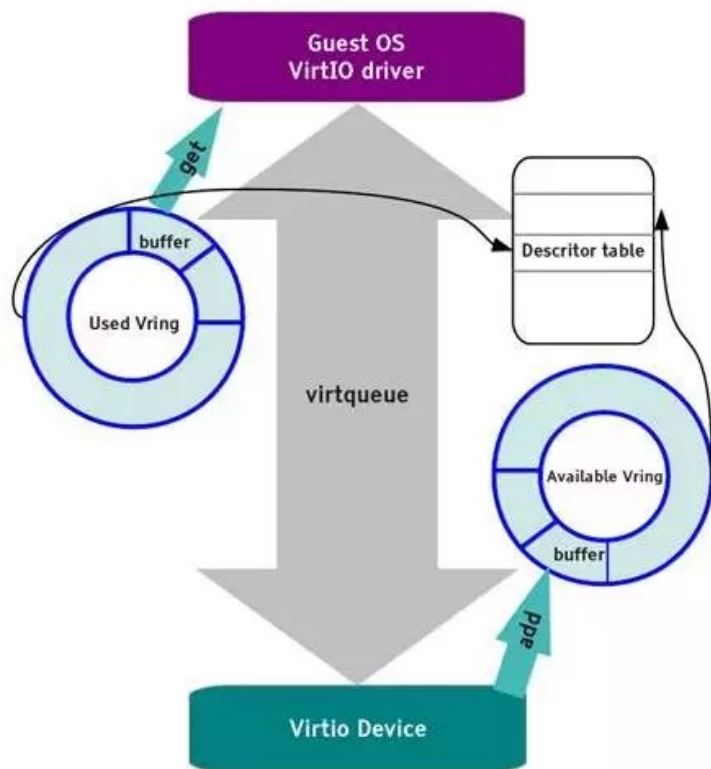 Guest OS
VirtIO driver
get
buffer
Used Vring
Descritor table
virtqueue
Available Vring
buffer
add
Virtio Device